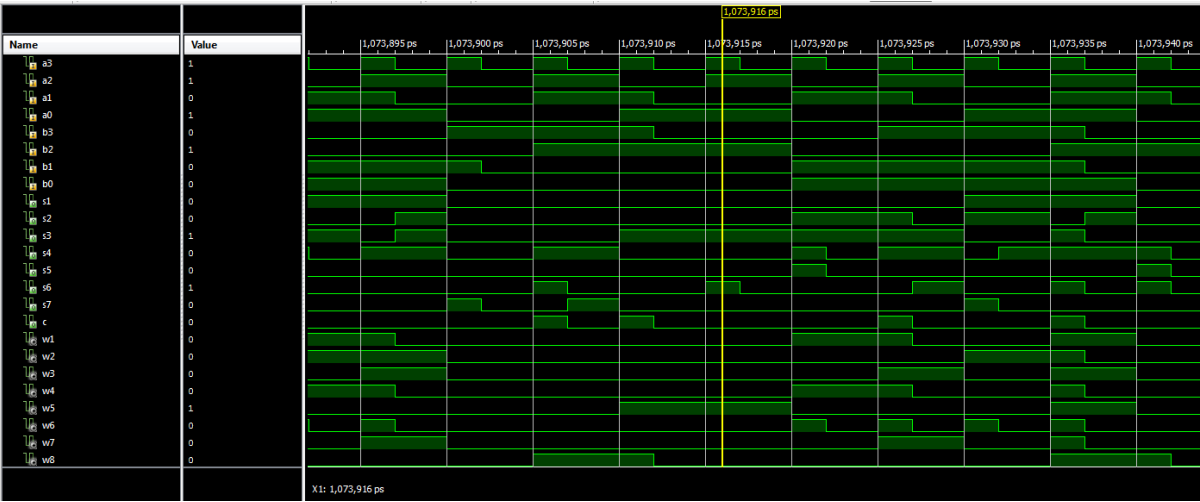 1,073,916 ps
Name Value 1,073,895 ps 1,073,900 ps 1,073,905 ps 1,073,910 ps 1,073,915 ps 1,073,920 ps 1,073,925 ps 1,073,930 ps 1,073,935 ps 1,073,940 ps
a3 1
a2 1
a1 0
a0 1
b3 0
b2 1
b1 0
b0 0
s1 0
s2 0
s3 1
s4 0
s5 0
s6 1
s7 0
c 0
w1 0
w2 0
w3 0
w4 0
w5 1
w6 0
w7 0
w8 0
X1: 1,073,916 ps